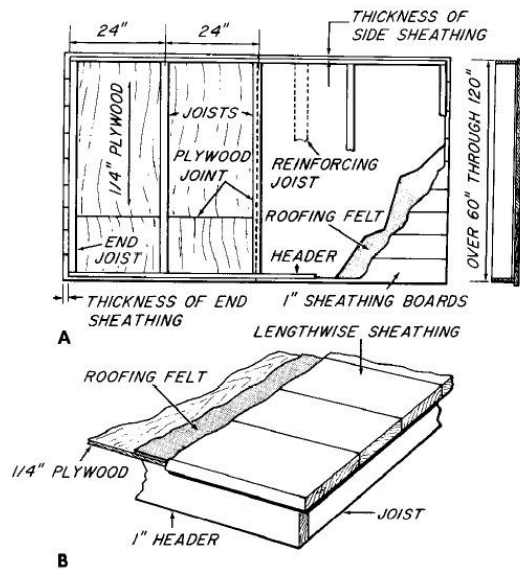 24"
24"
THICKNESS OF
SIDE SHEATHING
1/4" PLYWOOD
JOISTS
PLYWOOD
JOINT
REINFORCING
JOIST
ROOFING FELT
END
JOIST
HEADER
OVER 60" THROUGH 120"
THICKNESS OF END
SHEATHING
1" SHEATHING BOARDS
A
LENGTHWISE SHEATHING
ROOFING FELT
1/4" PLYWOOD
1" HEADER
JOIST
B